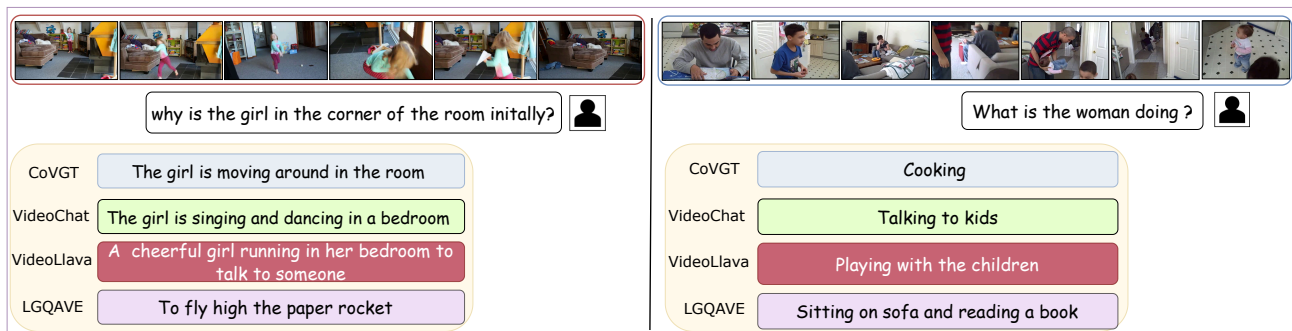 why is the girl in the corner of the room initally?
CoVGT
The girl is moving around in the room
VideoChat
The girl is singing and dancing in a bedroom
VideoLlava
A cheerful girl running in her bedroom to
talk to someone
LGQAVE
To fly high the paper rocket
What is the woman doing ?
CoVGT
Cooking
VideoChat
Talking to kids
VideoLlava
Playing with the children
LGQAVE
Sitting on sofa and reading a book